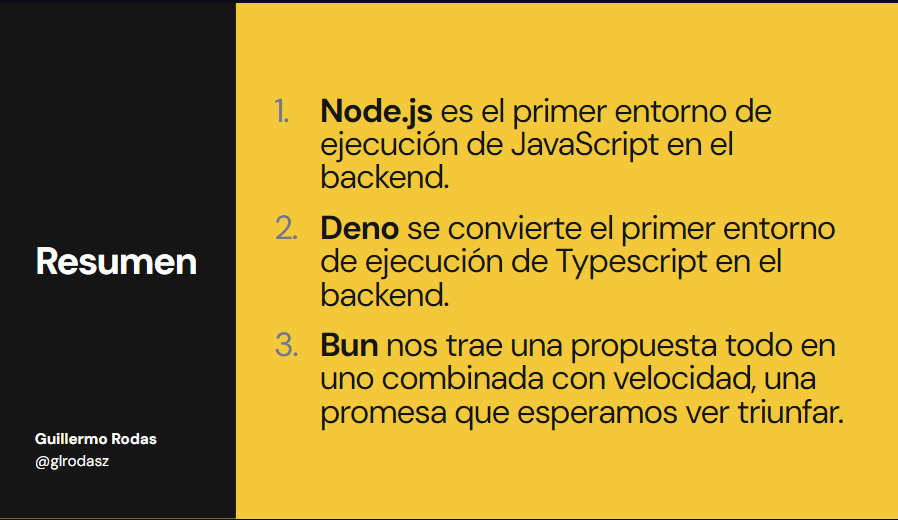 Resumen
Guillermo Rodas
@glrodasz
1. Node.js es el primer entorno de
ejecución de JavaScript en el
backend.
2. Deno se convierte el primer entorno
de ejecución de Typescript en el
backend.
3. Bun nos trae una propuesta todo en
uno combinada con velocidad, una
promesa que esperamos ver triunfar.